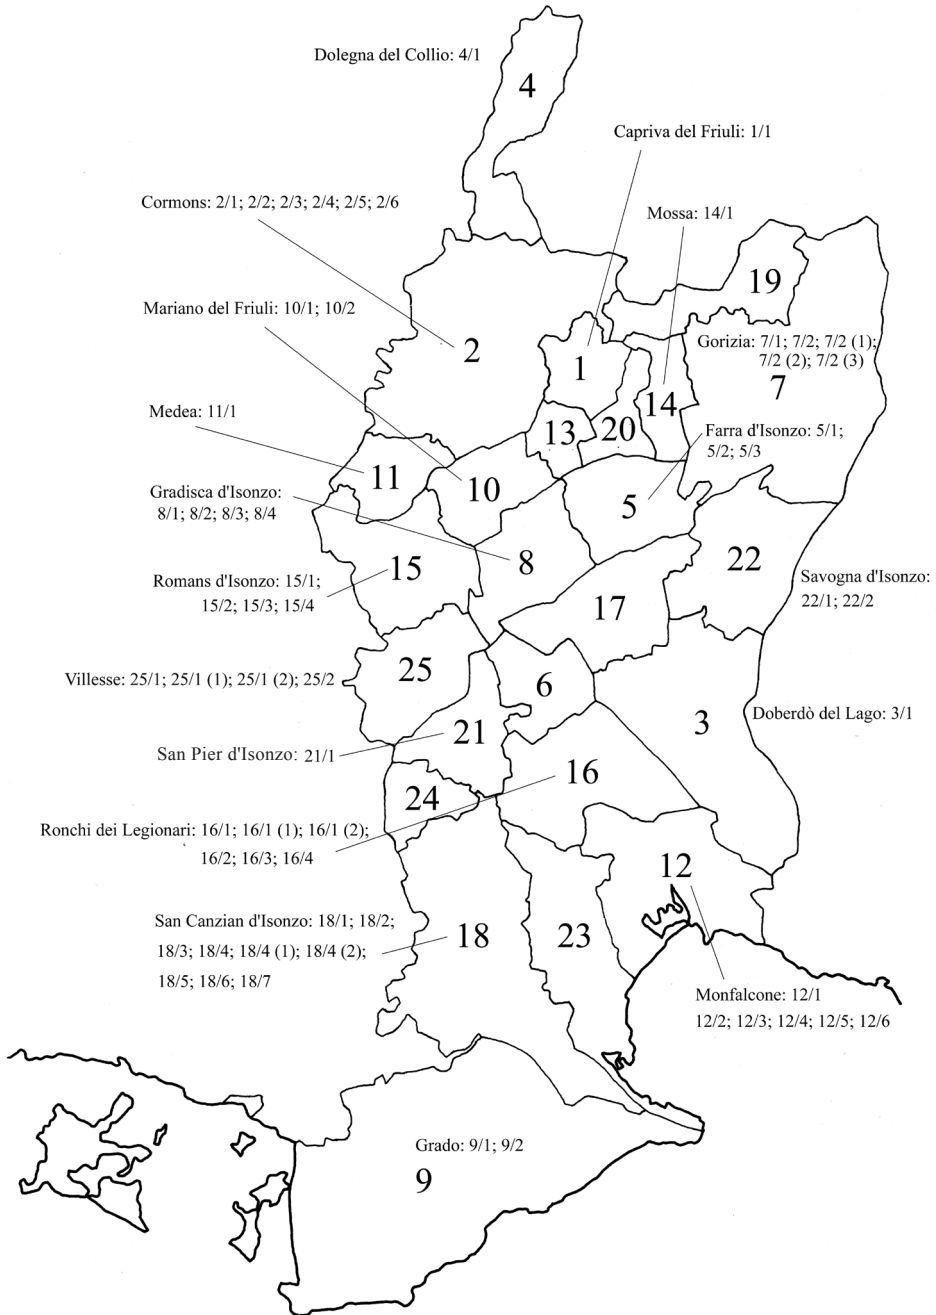 Dolegna del Collio: 4/1
4
Capriva del Friuli: 1/1
Cormons: 2/1; 2/2; 2/3; 2/4; 2/5; 2/6
Mossa: 14/1
19
Mariano del Friuli: 10/1; 10/2
Gorizia: 7/1; 7/2; 7/2 (1);
7/2 (2); 7/2 (3)
2
1
7
Medea: 11/1
14
13
20
Farra d'Isonzo: 5/1;
5/2; 5/3
11
10
Gradisca d'Isonzo:
8/1; 8/2; 8/3; 8/4
5
22
8
15
Romans d'Isonzo: 15/1;
15/2; 15/3; 15/4
Savogna d'Isonzo:
22/1; 22/2
17
25
Villesse: 25/1; 25/1 (1); 25/1 (2); 25/2
6
3
Doberdò del Lago: 3/1
21
San Pier d'Isonzo: 21/1
16
24
Ronchi dei Legionari: 16/1; 16/1 (1); 16/1 (2);
16/2; 16/3; 16/4
12
San Canzian d'Isonzo: 18/1; 18/2;
18/3; 18/4; 18/4 (1); 18/4 (2);
18/5; 18/6; 18/7
18
23
Monfalcone: 12/1
12/2; 12/3; 12/4; 12/5; 12/6
Grado: 9/1; 9/2
9